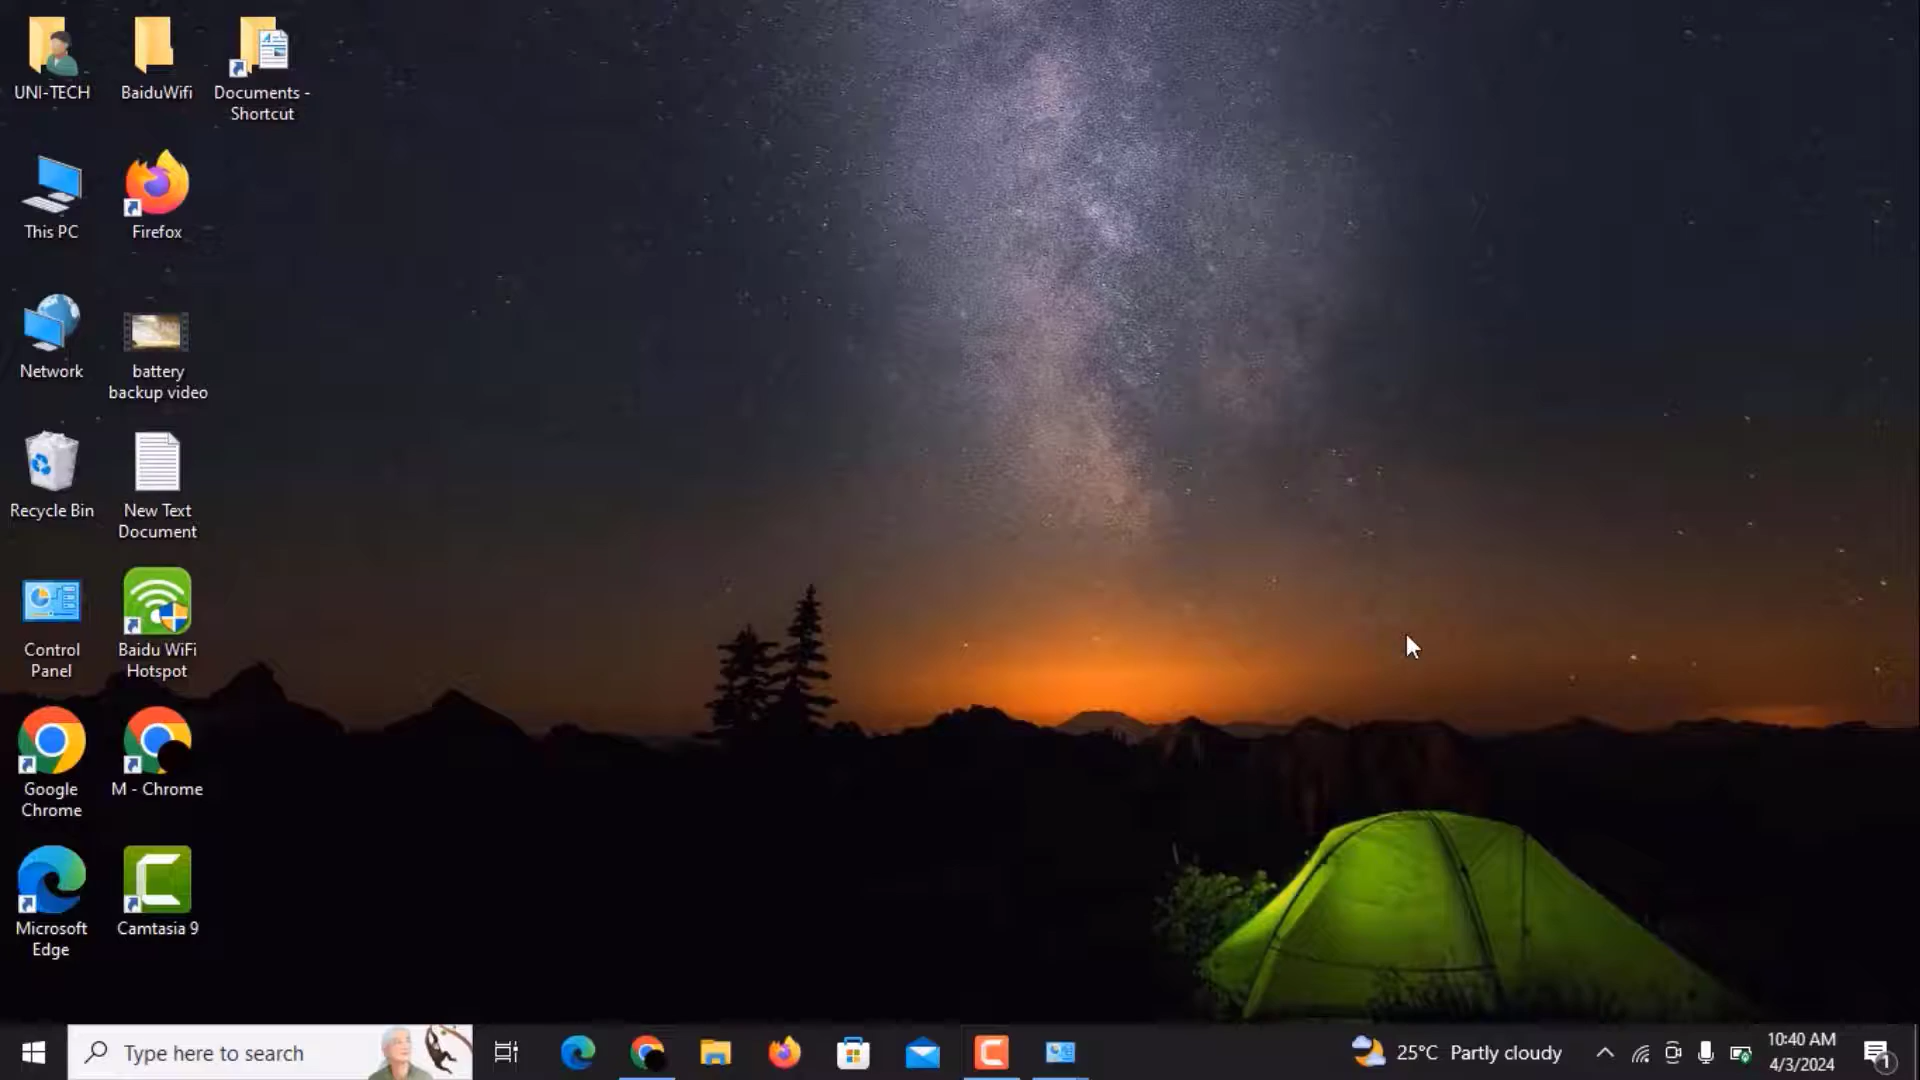 UNI-TECH
BaiduWifi
Documents -
Shortcut
This PC
Firefox
Network
battery
backup video
Recycle Bin
New Text
Document
Control
Panel
Baidu WiFi
Hotspot
Google
Chrome
M - Chrome
Microsoft
Edge
Camtasia 9
Type here to search
25°C Partly cloudy
10:40 AM
4/3/2024
1